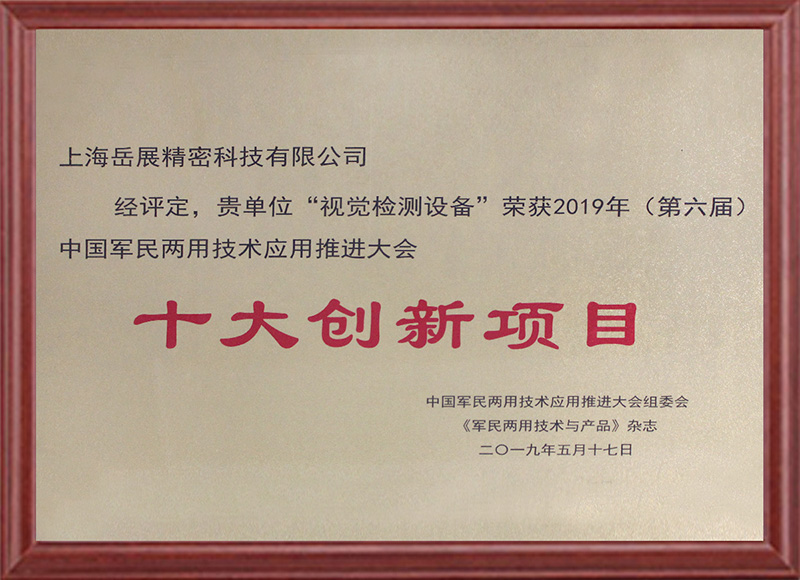 上海岳展精密科技有限公司
经评定，贵单位“视觉检测设备”荣获2019年（第六届）
中国军民两用技术应用推进大会
十大创新项目
中国军民两用技术应用推进大会组委会
《军民两用技术与产品》杂志
二〇一九年五月十七日